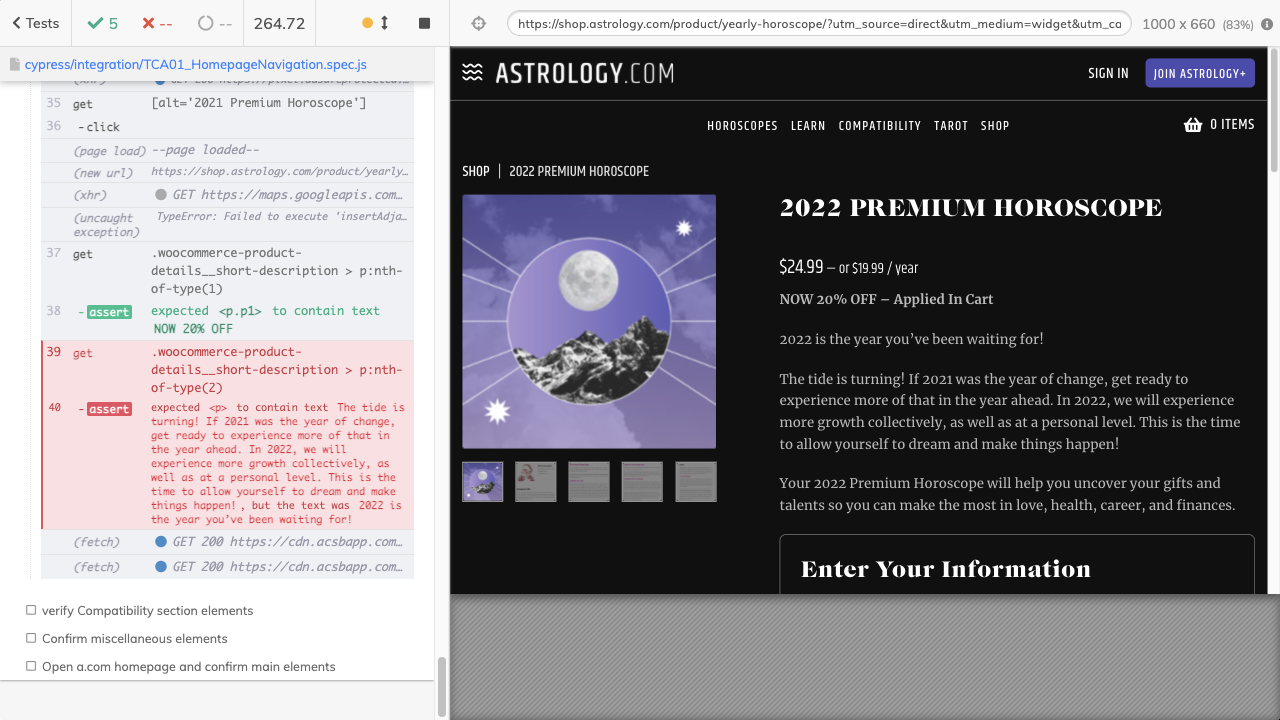 Tests
5
--
--
264.72
https://shop.astrology.com/product/yearly-horoscope/?utm_source=direct&utm_medium=widget&utm_ca
1000 x 660 (83%)
cypress/integration/TCA01_HomepageNavigation.spec.js
35 get [alt='2021 Premium Horoscope']
36 -click
(page load) --page loaded--
(new url) https://shop.astrology.com/product/yearly…
(xhr) GET https://maps.googleapis.com…
(uncaught exception) TypeError: Failed to execute 'insertAdja…
37 get .woocommerce-product-
details__short-description > p:nth-
of-type(1)
38 -assert expected <p.p1> to contain text
NOW 20% OFF
39 get .woocommerce-product-
details__short-description > p:nth-
of-type(2)
40 -assert expected <p> to contain text The tide is
turning! If 2021 was the year of change,
get ready to experience more of that in
the year ahead. In 2022, we will
experience more growth collectively, as
well as at a personal level. This is the
time to allow yourself to dream and make
things happen!, but the text was 2022 is
the year you've been waiting for!
(fetch) GET 200 https://cdn.acsbapp.com…
(fetch) GET 200 https://cdn.acsbapp.com…
verify Compatibility section elements
Confirm miscellaneous elements
Open a.com homepage and confirm main elements
ASTROLOGY.COM
SIGN IN
JOIN ASTROLOGY+
HOROSCOPES LEARN COMPATIBILITY TAROT SHOP
0 ITEMS
SHOP | 2022 PREMIUM HOROSCOPE
2022 PREMIUM HOROSCOPE
$24.99 – or $19.99 / year
NOW 20% OFF – Applied In Cart
2022 is the year you’ve been waiting for!
The tide is turning! If 2021 was the year of change, get ready to
experience more of that in the year ahead. In 2022, we will experience
more growth collectively, as well as at a personal level. This is the time
to allow yourself to dream and make things happen!
Your 2022 Premium Horoscope will help you uncover your gifts and
talents so you can make the most in love, health, career, and finances.
Enter Your Information